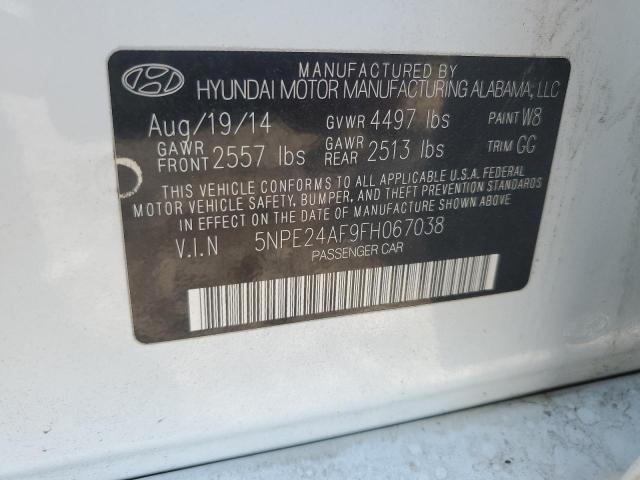 MANUFACTURED BY
HYUNDAI MOTOR MANUFACTURING ALABAMA, LLC
Aug/19/14 GVWR 4497 lbs PAINT W8
GAWR FRONT 2557 lbs GAWR REAR 2513 lbs TRIM GG
THIS VEHICLE CONFORMS TO ALL APPLICABLE U.S.A. FEDERAL
MOTOR VEHICLE SAFETY, BUMPER, AND THEFT PREVENTION STANDARDS
IN EFFECT ON THE DATE OF MANUFACTURE SHOWN ABOVE.
V.I.N 5NPE24AF9FH067038
PASSENGER CAR